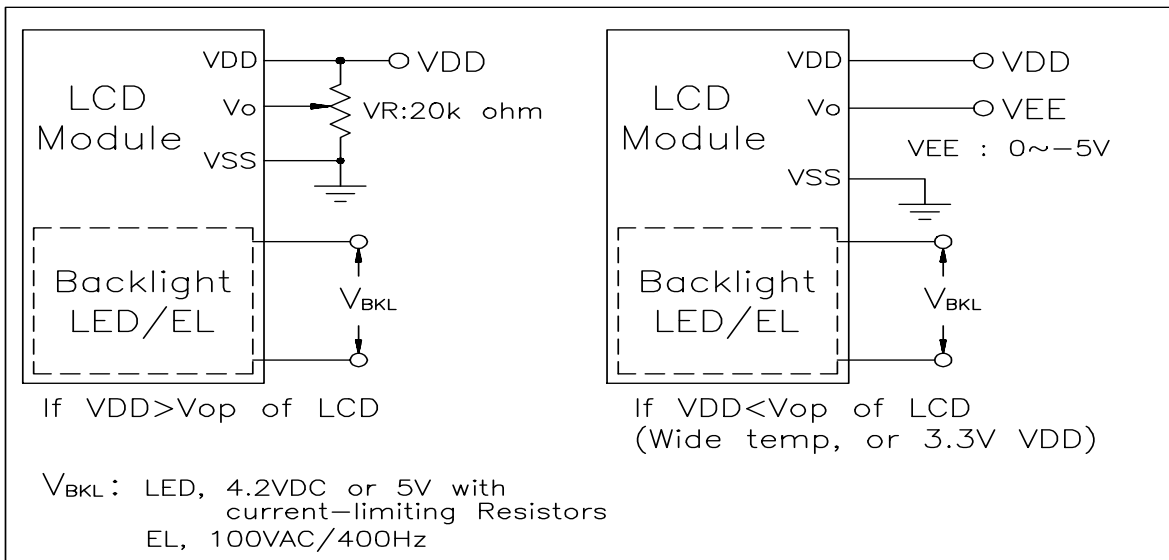 VDD
VDD
LCD
Module
Vo
VR:20k ohm
VSS
Backlight
LED/EL
VBKL
If VDD>Vop of LCD
VDD
VDD
LCD
Module
Vo
VEE
VEE : 0~-5V
VSS
Backlight
LED/EL
VBKL
If VDD<Vop of LCD
(Wide temp, or 3.3V VDD)
VBKL: LED, 4.2VDC or 5V with
current-limiting Resistors
EL, 100VAC/400Hz